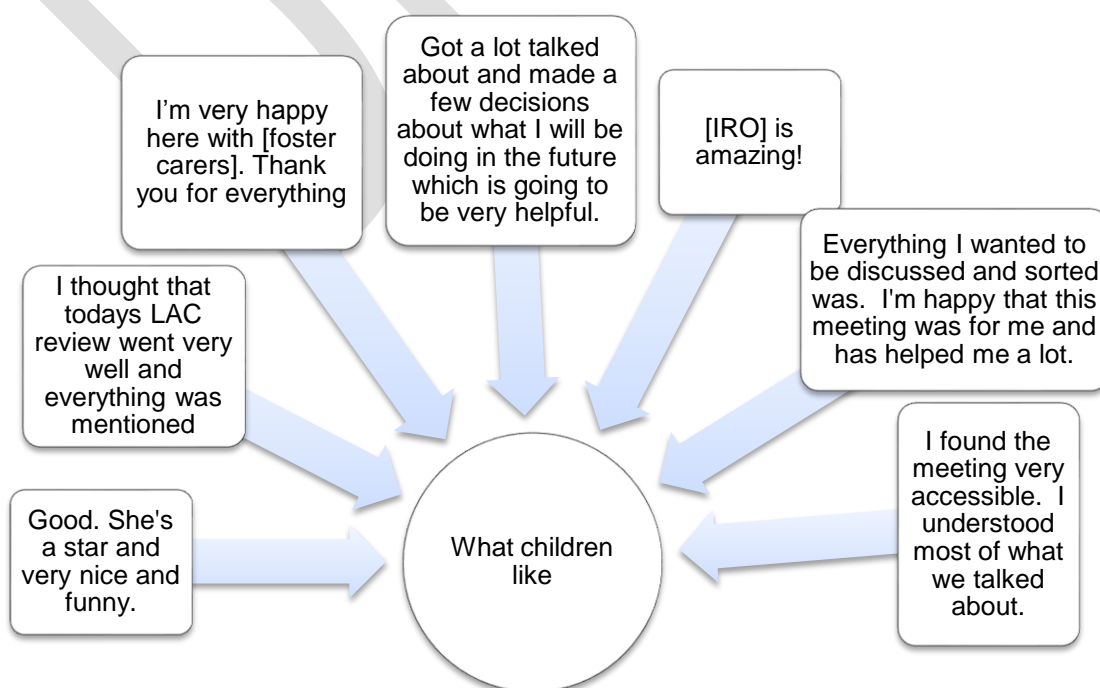 Got a lot talked
about and made a
few decisions
about what I will be
doing in the future
which is going to
be very helpful.
I’m very happy
here with [foster
carers]. Thank
you for everything
[IRO] is
amazing!
Everything I wanted to
be discussed and sorted
was.  I'm happy that this
meeting was for me and
has helped me a lot.
I thought that
todays LAC
review went very
well and
everything was
mentioned
I found the
meeting very
accessible.  I
understood
most of what
we talked
about.
Good. She's
a star and
very nice and
funny.
What children
like